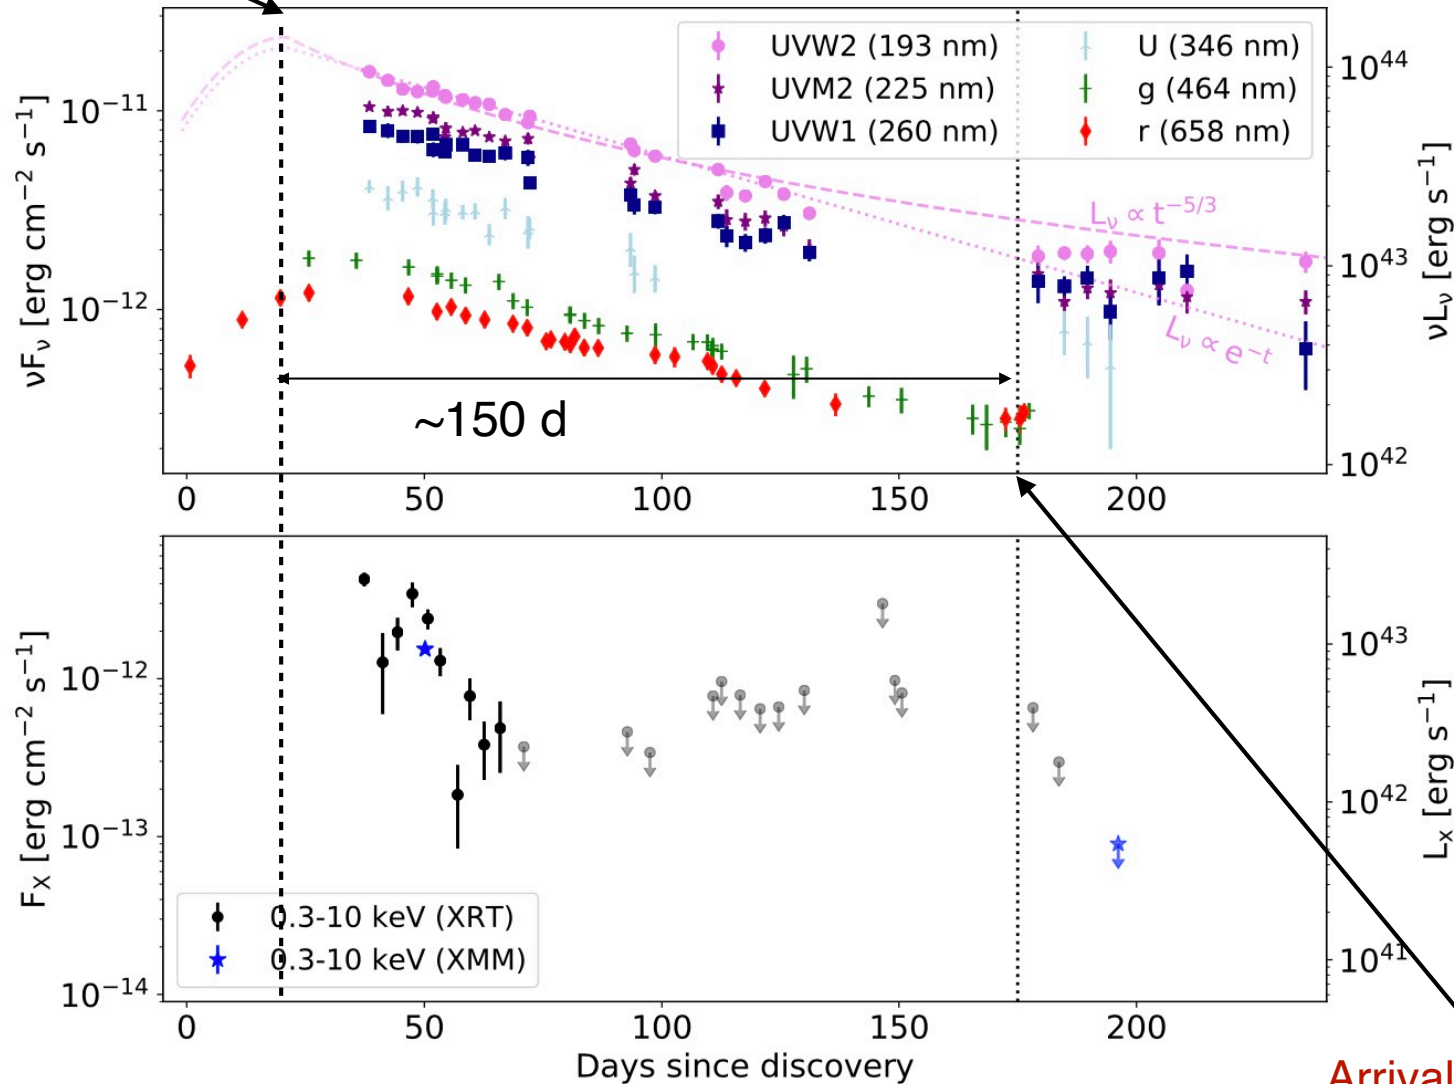 UVW2 (193 nm)
UVM2 (225 nm)
UVW1 (260 nm)
U (346 nm)
g (464 nm)
r (658 nm)
νFν [erg cm⁻² s⁻¹]
10⁻¹¹
10⁻¹²
νLν [erg s⁻¹]
10⁴⁴
10⁴³
10⁴²
Lν ∝ t⁻⁵ᐟ³
Lν ∝ e⁻ᵗ
~150 d
0 50 100 150 200
Fₓ [erg cm⁻² s⁻¹]
10⁻¹²
10⁻¹³
10⁻¹⁴
Lₓ [erg s⁻¹]
10⁴³
10⁴²
10⁴¹
0.3-10 keV (XRT)
0.3-10 keV (XMM)
0 50 100 150 200
Days since discovery
Arrival